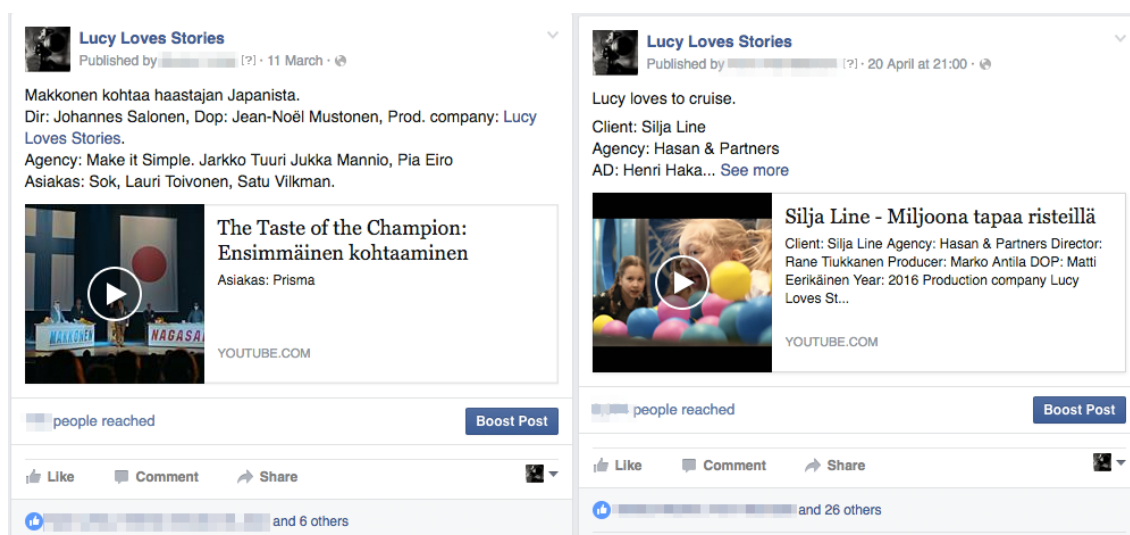 Lucy Loves Stories
Published by [?] · 11 March ·
Makkonen kohtaa haastajan Japanista.
Dir: Johannes Salonen, Dop: Jean-Noël Mustonen, Prod. company: Lucy
Loves Stories.
Agency: Make it Simple. Jarkko Tuuri Jukka Mannio, Pia Eiro
Asiakas: Sok, Lauri Toivonen, Satu Vilkman.
MAKKONEN
NAGASA
The Taste of the Champion:
Ensimmäinen kohtaaminen
Asiakas: Prisma
YOUTUBE.COM
people reached
Boost Post
Like Comment Share
and 6 others
Lucy Loves Stories
Published by [?] · 20 April at 21:00 ·
Lucy loves to cruise.
Client: Silja Line
Agency: Hasan & Partners
AD: Henri Haka... See more
Silja Line - Miljoona tapaa risteillä
Client: Silja Line Agency: Hasan & Partners Director:
Rane Tiukkanen Producer: Marko Antila DOP: Matti
Eerikäinen Year: 2016 Production company Lucy
Loves St...
YOUTUBE.COM
people reached
Boost Post
Like Comment Share
and 26 others